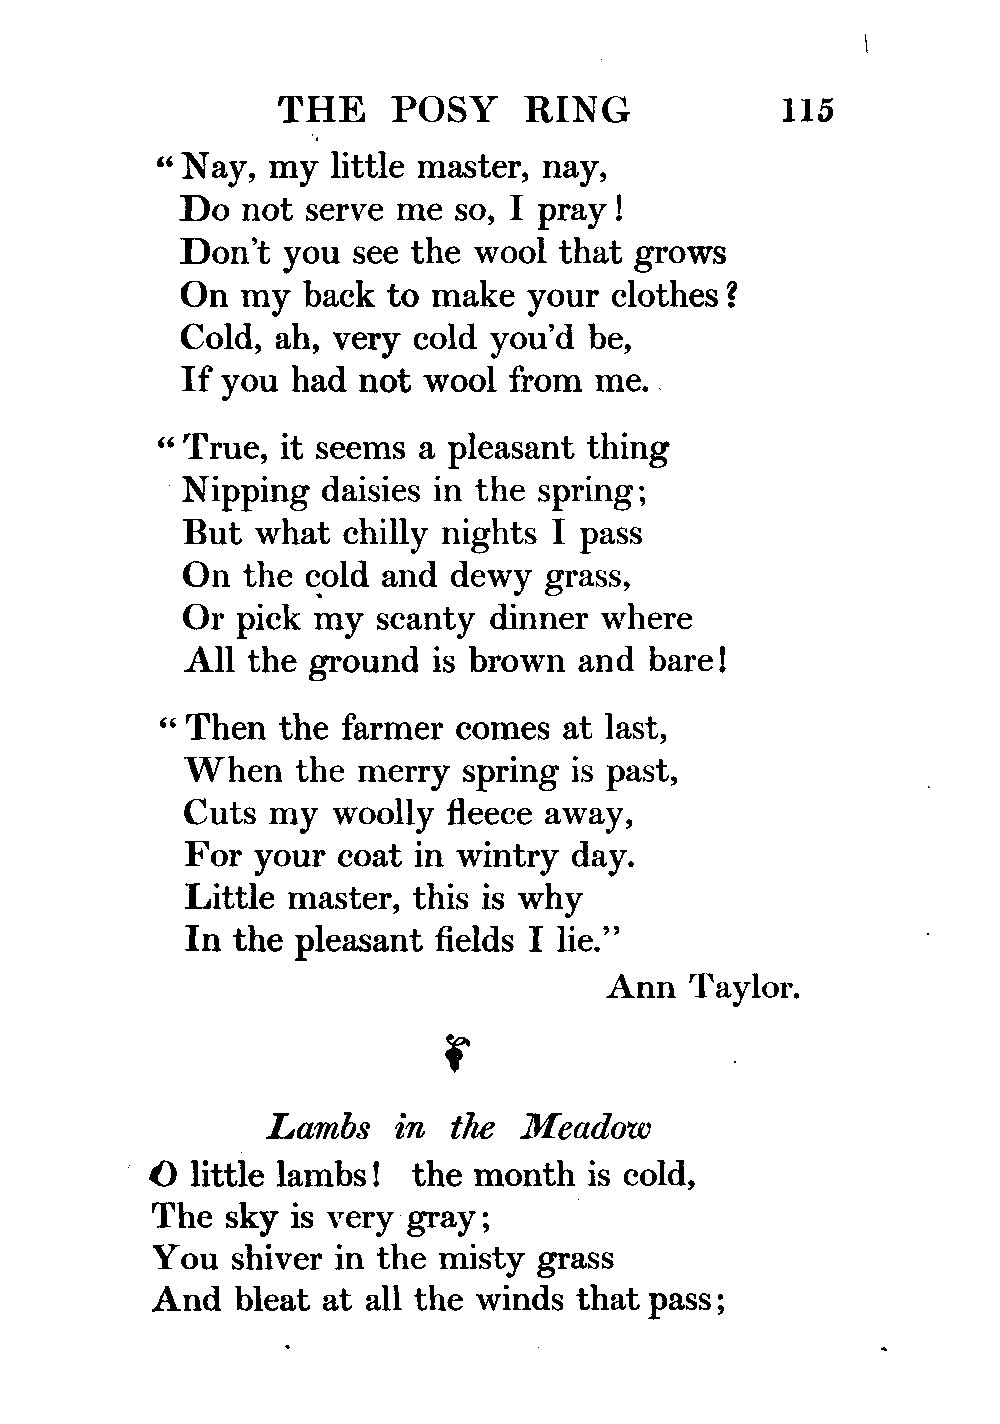 THE POSY RING 115
“Nay, my little master, nay,
Do not serve me so, I pray!
Don't you see the wool that grows
On my back to make your clothes?
Cold, ah, very cold you'd be,
If you had not wool from me.
“True, it seems a pleasant thing
Nipping daisies in the spring;
But what chilly nights I pass
On the cold and dewy grass,
Or pick my scanty dinner where
All the ground is brown and bare!
“Then the farmer comes at last,
When the merry spring is past,
Cuts my woolly fleece away,
For your coat in wintry day.
Little master, this is why
In the pleasant fields I lie.”
Ann Taylor.
Lambs in the Meadow
O little lambs! the month is cold,
The sky is very gray;
You shiver in the misty grass
And bleat at all the winds that pass;